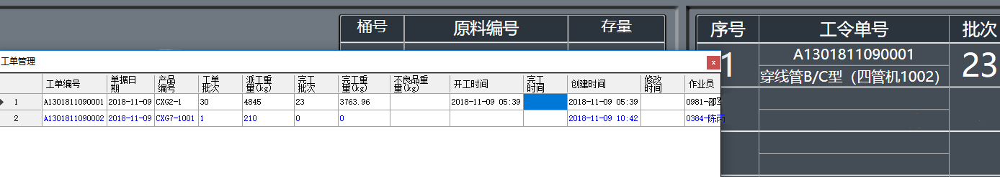 桶号 原料编号 存量 序号 工令单号 批次
1 A1301811090001 23
穿线管B/C型（四管机1002）
工单管理 x
工单编号 单据日期 产品编号 工单批次 派工重量(kg) 完工批次 完工重量(kg) 不良品重量(kg) 开工时间 完工时间 创建时间 修改时间 作业员
1 A1301811090001 2018-11-09 CXG2-1 30 4845 23 3763.96 2018-11-09 05:39 2018-11-09 05:39 0981-邵军
2 A1301811090002 2018-11-09 CXG7-1001 1 210 0 0 2018-11-09 10:42 0384-陈丙